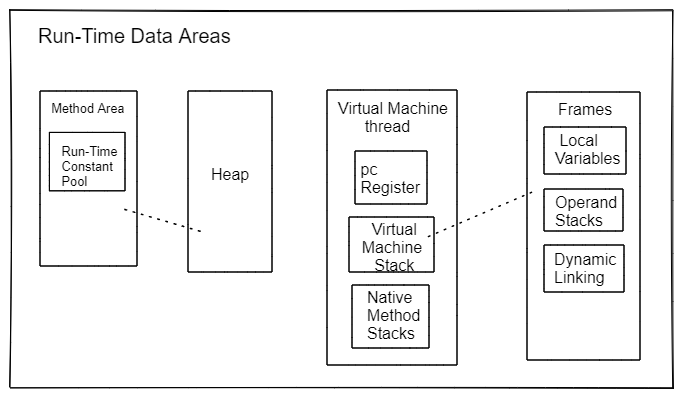 Run-Time Data Areas
Method Area
Run-Time
Constant
Pool
Heap
Virtual Machine
thread
pc
Register
Virtual
Machine
Stack
Native
Method
Stacks
Frames
Local
Variables
Operand
Stacks
Dynamic
Linking